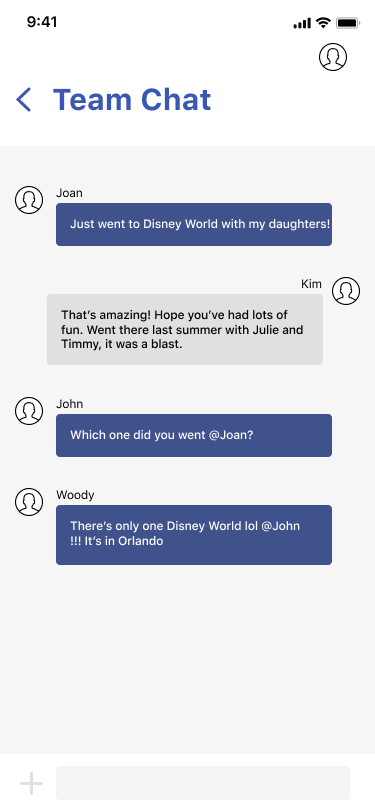 9:41
Team Chat
Joan
Just went to Disney World with my daughters!
Kim
That’s amazing! Hope you’ve had lots of
fun. Went there last summer with Julie and
Timmy, it was a blast.
John
Which one did you went @Joan?
Woody
There’s only one Disney World lol @John
!!! It’s in Orlando